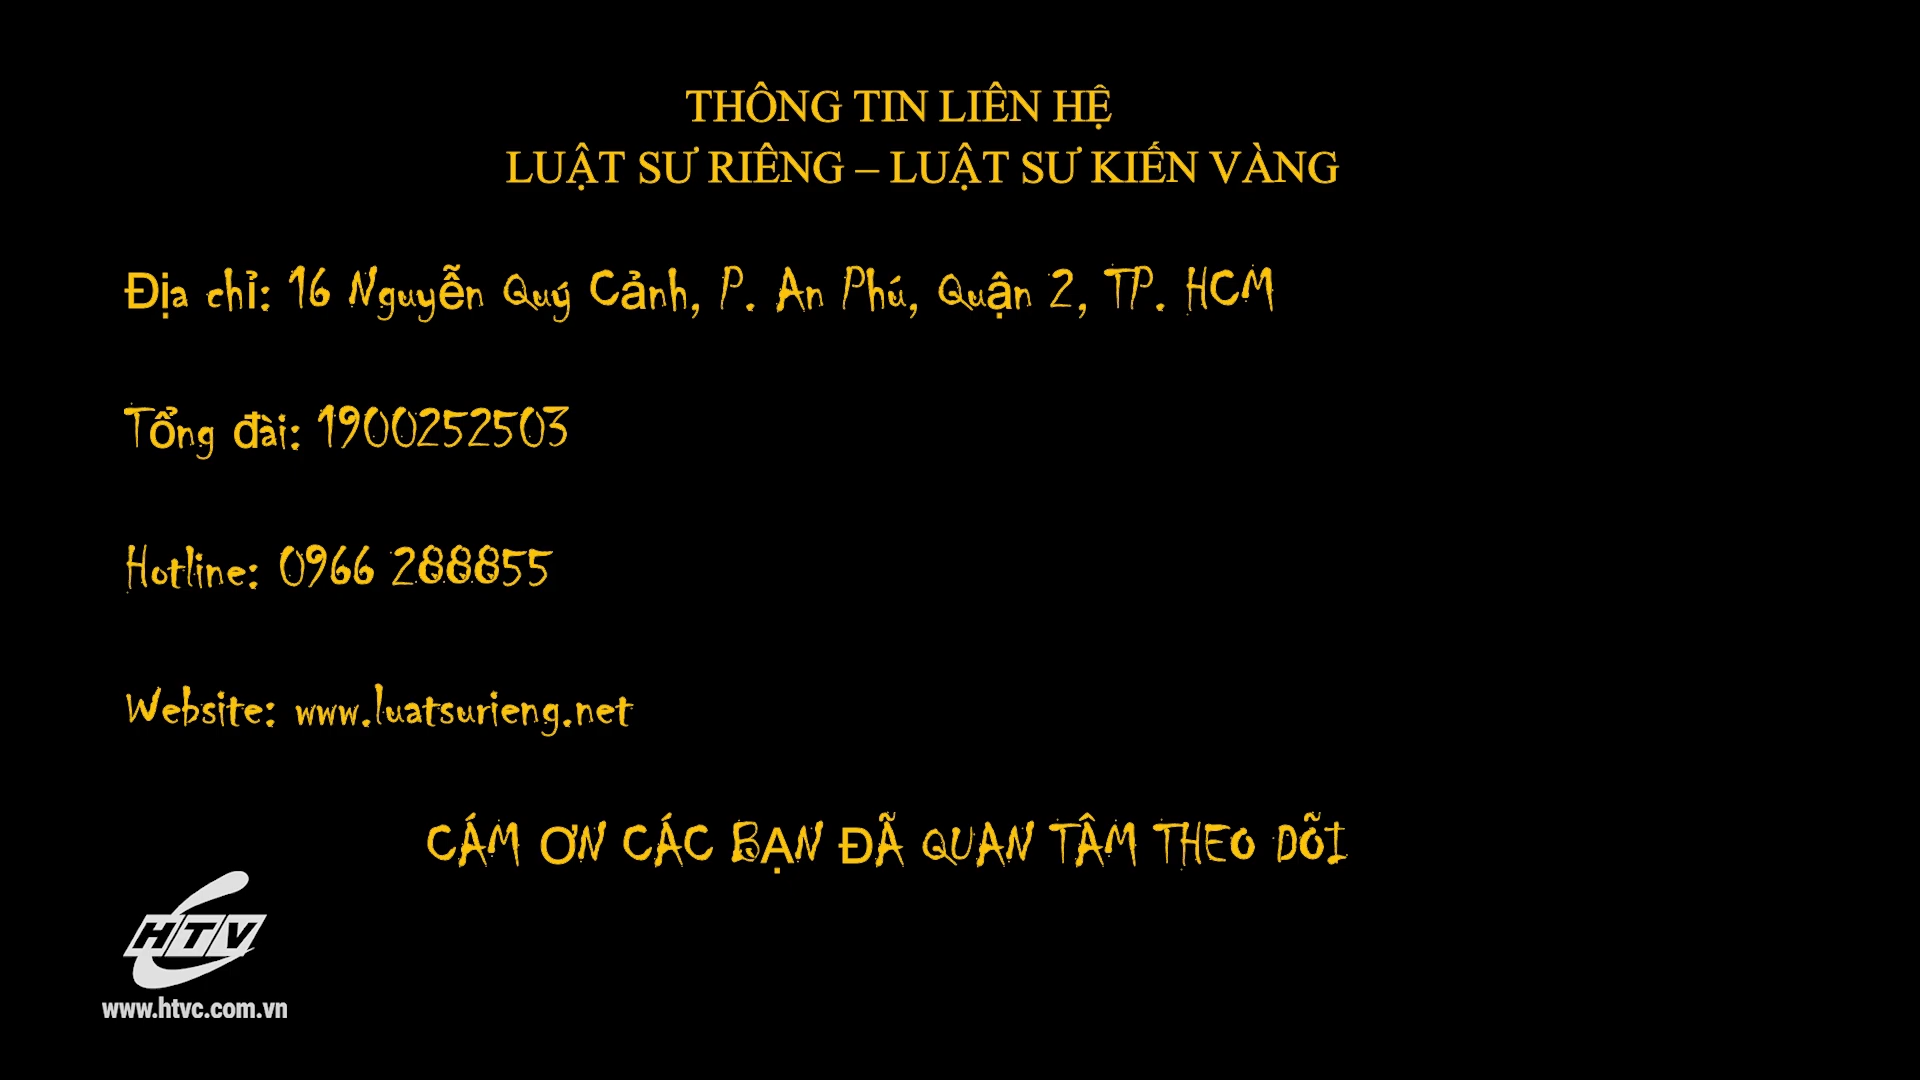 THÔNG TIN LIÊN HỆ
LUẬT SƯ RIÊNG – LUẬT SƯ KIẾN VÀNG
Địa chỉ: 16 Nguyễn Quý Cảnh, P. An Phú, Quận 2, TP. HCM
Tổng đài: 1900252503
Hotline: 0966 288855
Website: www.luatsurieng.net
CÁM ƠN CÁC BẠN ĐÃ QUAN TÂM THEO DÕI
HTV
www.htvc.com.vn